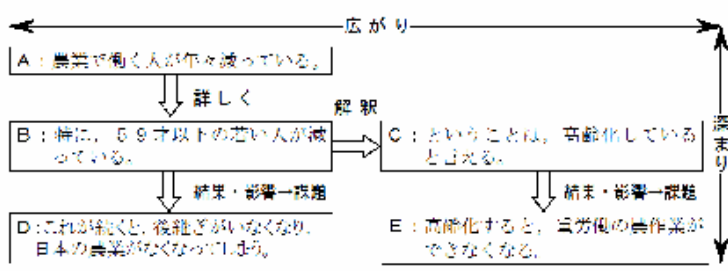 広がり
A：農業で働く人が年々減っている。
詳しく
解釈
深まり
B：特に，59才以下の若い人が減
っている。
C：ということは，高齢化している
と言える。
結果・影響→課題
結末・影響→課題
D：これが続くと，後継ぎがいなくなり，
日本の農業がなくなってしまう。
E：高齢化すると，重労働の農作業が
できなくなる。